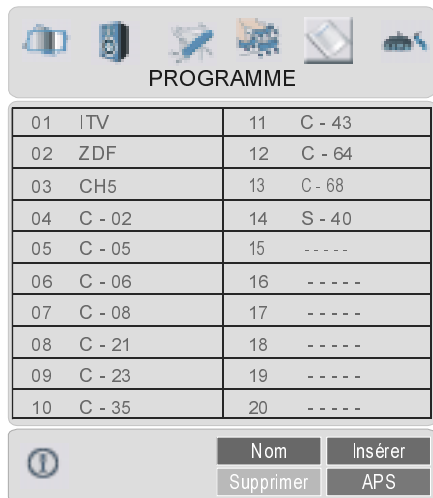 PROGRAMME
01 ITV 11 C - 43
02 ZDF 12 C - 64
03 CH5 13 C - 68
04 C - 02 14 S - 40
05 C - 05 15 - - - - -
06 C - 06 16 - - - - -
07 C - 08 17 - - - - -
08 C - 21 18 - - - - -
09 C - 23 19 - - - - -
10 C - 35 20 - - - - -
Nom Insérer
Supprimer APS